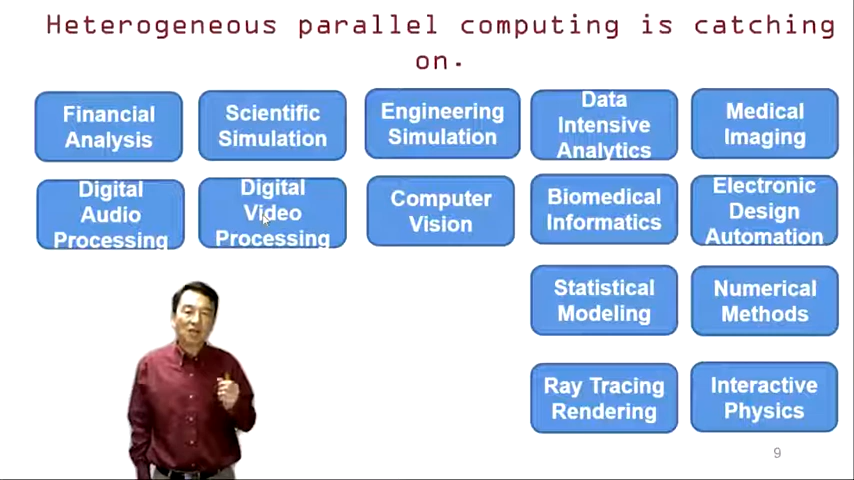 Heterogeneous parallel computing is catching
on.
Financial
Analysis
Scientific
Simulation
Engineering
Simulation
Data
Intensive
Analytics
Medical
Imaging
Digital
Audio
Processing
Digital
Video
Processing
Computer
Vision
Biomedical
Informatics
Electronic
Design
Automation
Statistical
Modeling
Numerical
Methods
Ray Tracing
Rendering
Interactive
Physics
9